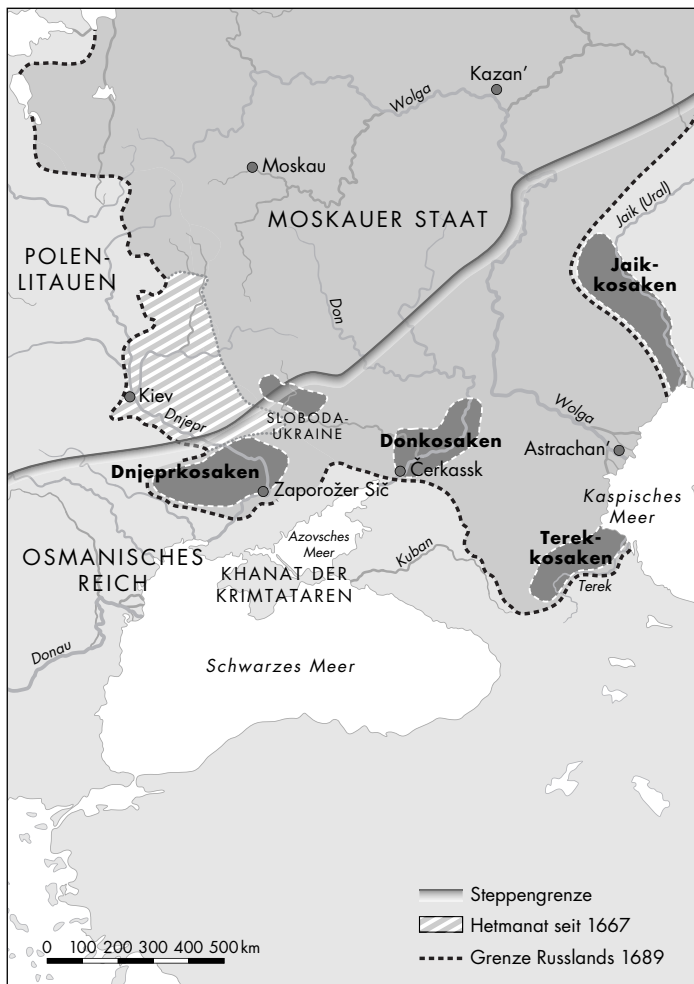 Kazan’
Wolga
Moskau
MOSKAUER STAAT
Jaik (Ural)
POLEN-
LITAUEN
Jaik-
kosaken
Don
Kiev
Dnjepr
SLOBODA-
UKRAINE
Wolga
Donkosaken
Astrachan’
Dnjeprkosaken
Čerkassk
Zaporožer Sič
Kaspisches
Meer
Azovsches
Meer
Kuban
Terek-
kosaken
OSMANISCHES
REICH
KHANAT DER
KRIMTATAREN
Terek
Donau
Schwarzes Meer
Steppengrenze
Hetmanat seit 1667
0 100 200 300 400 500 km
Grenze Russlands 1689